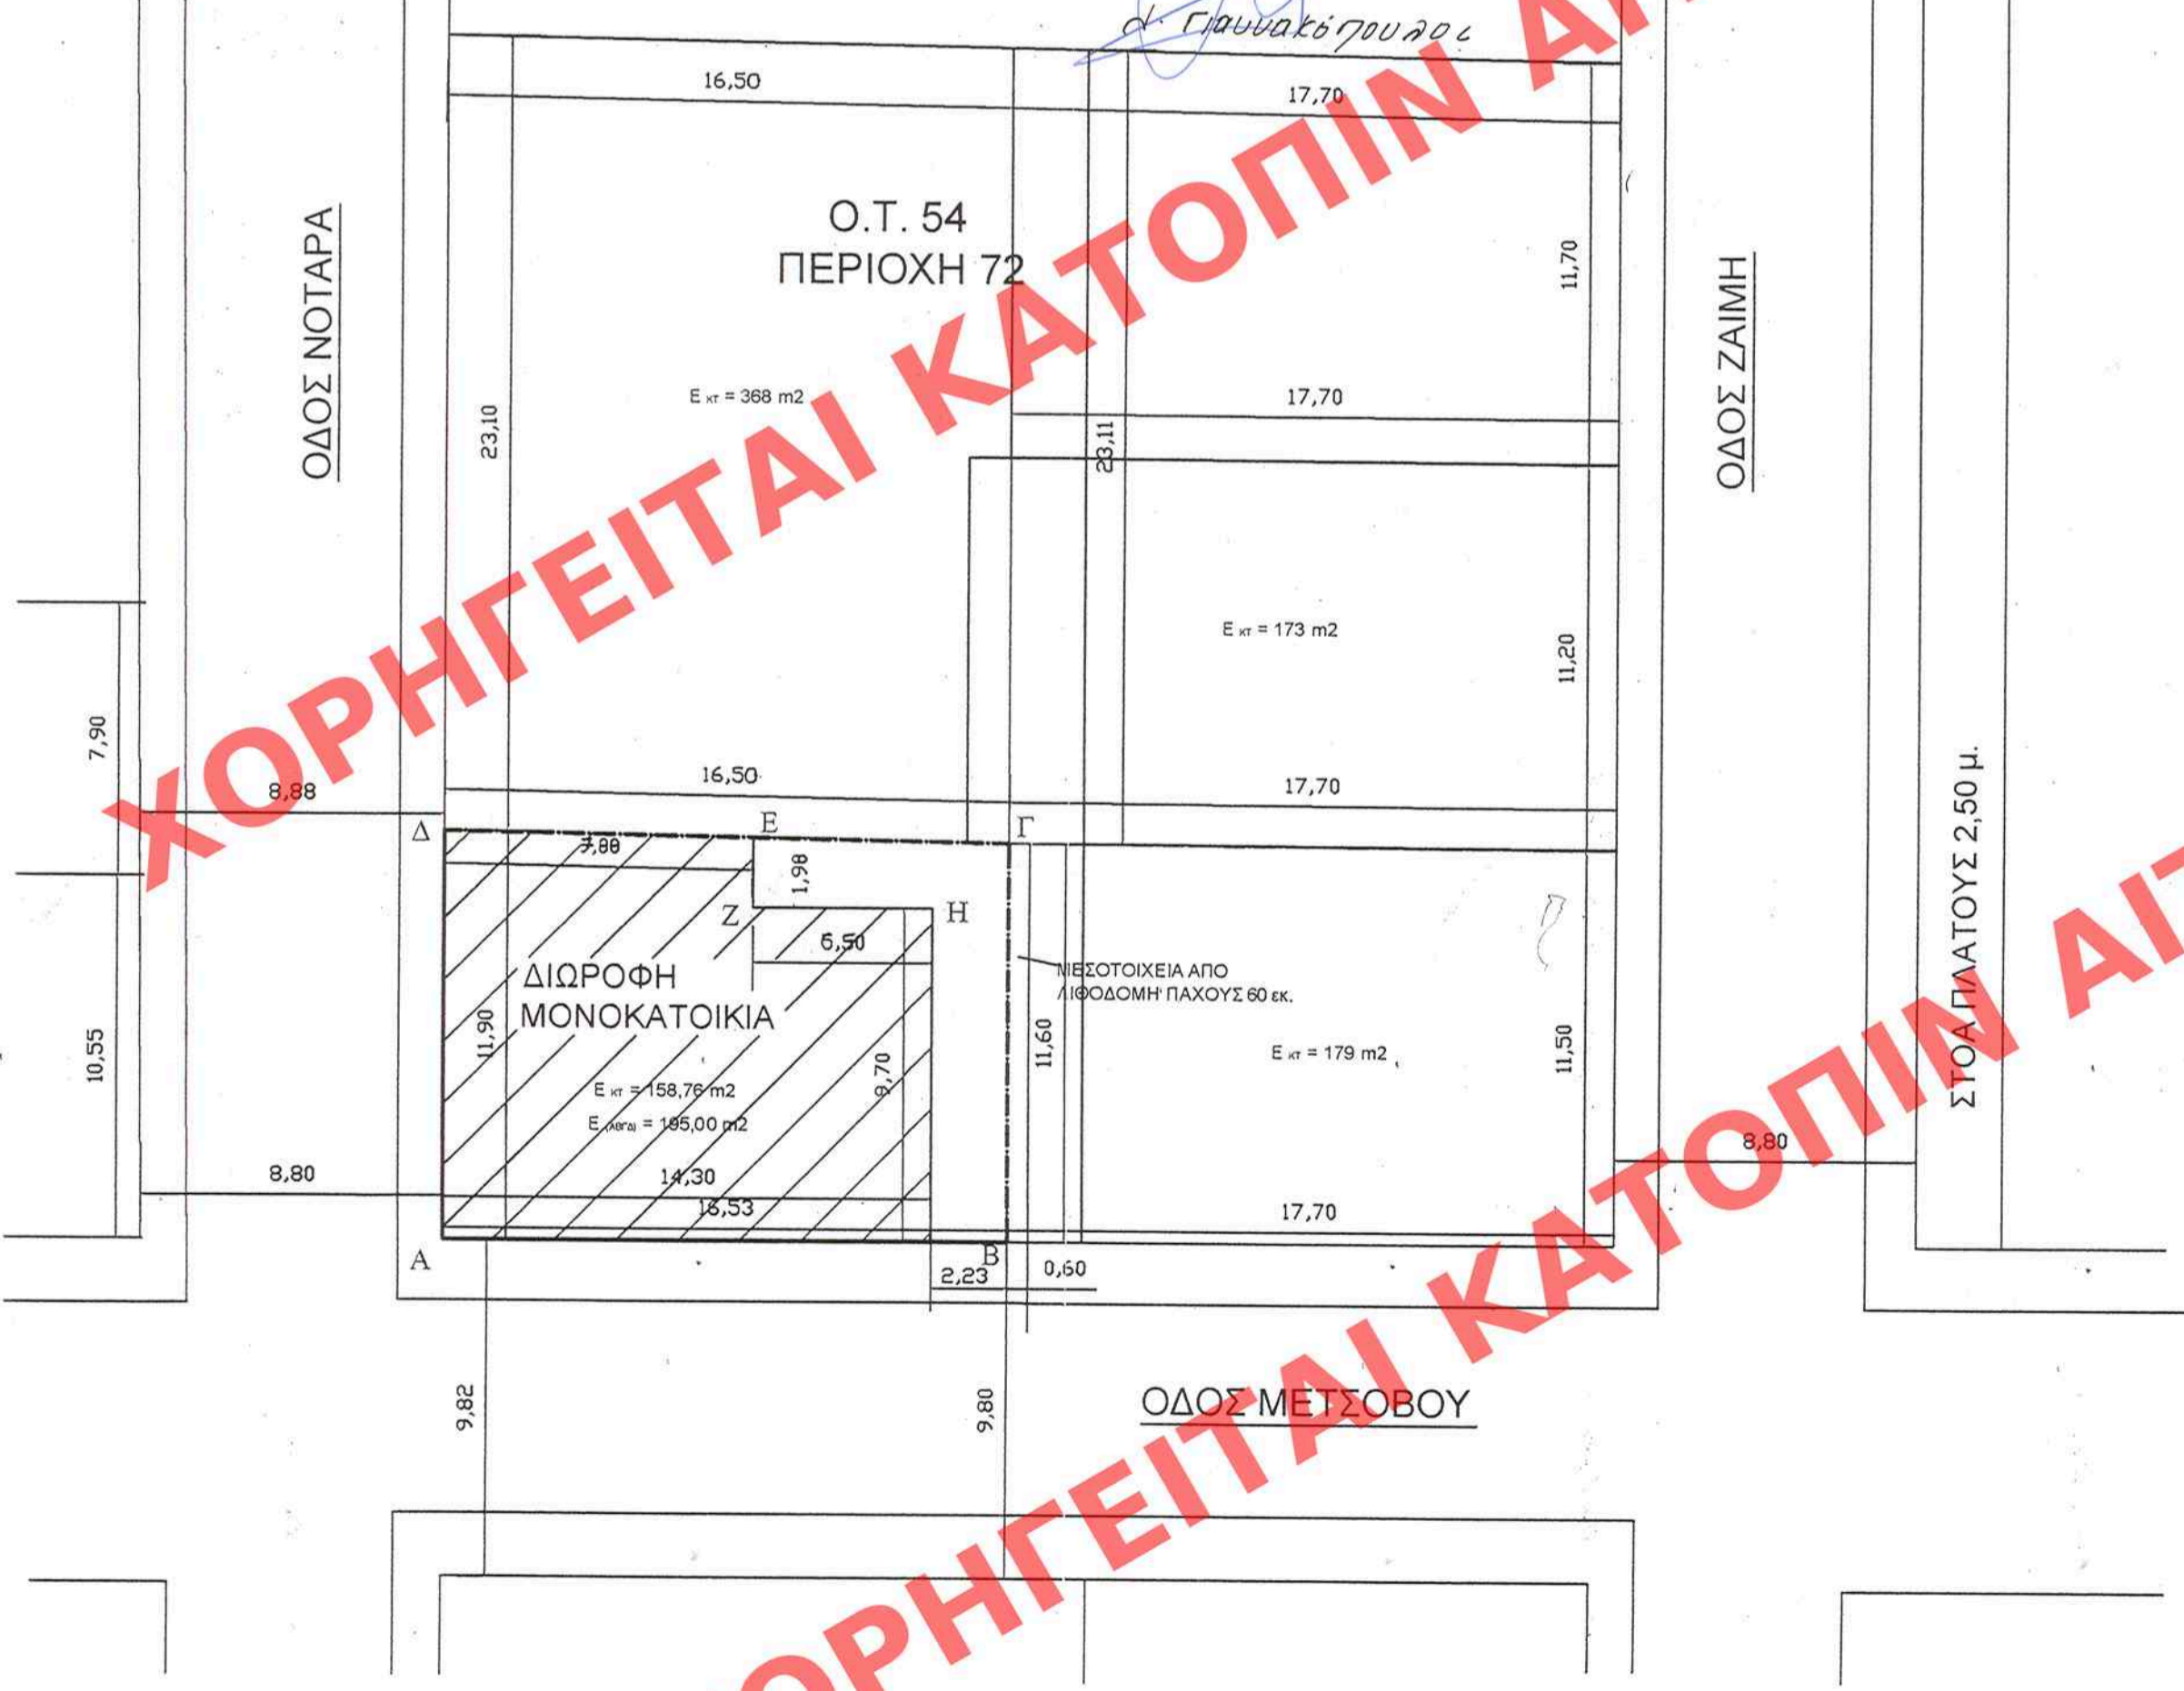 Γιαννακόπουλος
16,50
17,70
Ο.Τ. 54
ΠΕΡΙΟΧΗ 72
ΟΔΟΣ ΝΟΤΑΡΑ
ΟΔΟΣ ΖΑΙΜΗ
11,70
Ε κτ = 368 m2
17,70
23,10
23,11
Ε κτ = 173 m2
11,20
7,90
8,88
16,50
17,70
ΣΤΟΑ ΠΛΑΤΟΥΣ 2,50 μ.
Δ
Ε
Γ
1,98
Ζ
Η
6,50
ΔΙΩΡΟΦΗ
ΜΟΝΟΚΑΤΟΙΚΙΑ
ΜΕΣΟΤΟΙΧΕΙΑ ΑΠΟ
ΛΙΘΟΔΟΜΗ ΠΑΧΟΥΣ 60 εκ.
10,55
11,90
9,70
11,60
11,50
Ε κτ = 179 m2
Ε κτ = 158,76 m2
Ε (ΑΒΓΔ) = 195,00 m2
8,80
8,80
14,30
16,53
17,70
Α
Β
2,23
0,60
9,82
9,80
ΟΔΟΣ ΜΕΤΣΟΒΟΥ
ΧΟΡΗΓΕΙΤΑΙ ΚΑΤΟΠΙΝ ΑΙ
ΟΡΗΓΕΙΤΑΙ ΚΑΤΟΠΙΝ ΑΙΤ